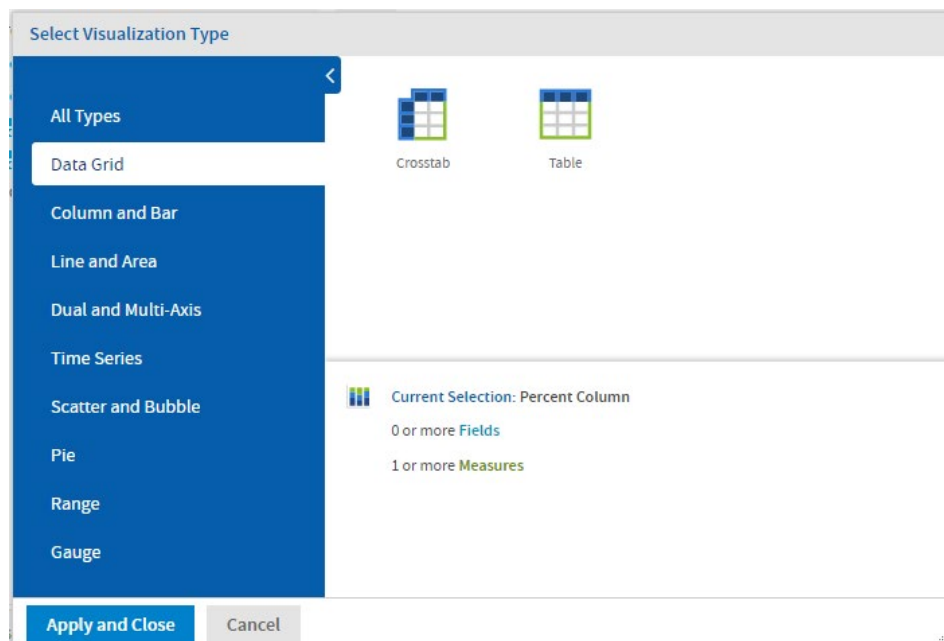 Select Visualization Type
All Types
Data Grid
Column and Bar
Line and Area
Dual and Multi-Axis
Time Series
Scatter and Bubble
Pie
Range
Gauge
Crosstab
Table
Current Selection: Percent Column
0 or more Fields
1 or more Measures
Apply and Close
Cancel